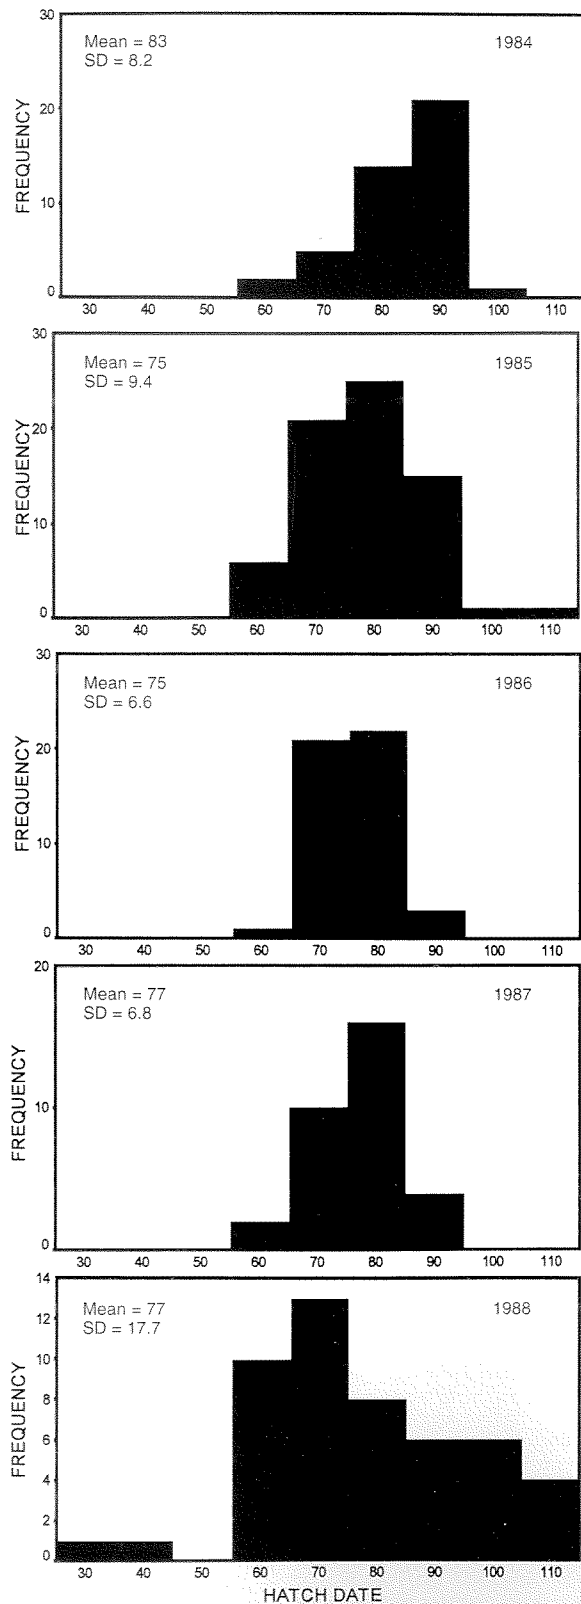 Mean = 83
SD = 8.2
1984
FREQUENCY
30
20
10
0
30 40 50 60 70 80 90 100 110
Mean = 75
SD = 9.4
1985
FREQUENCY
30
20
10
0
30 40 50 60 70 80 90 100 110
Mean = 75
SD = 6.6
1986
FREQUENCY
30
20
10
0
30 40 50 60 70 80 90 100 110
Mean = 77
SD = 6.8
1987
FREQUENCY
20
10
0
30 40 50 60 70 80 90 100 110
Mean = 77
SD = 17.7
1988
FREQUENCY
14
12
10
8
6
4
2
0
30 40 50 60 70 80 90 100 110
HATCH DATE